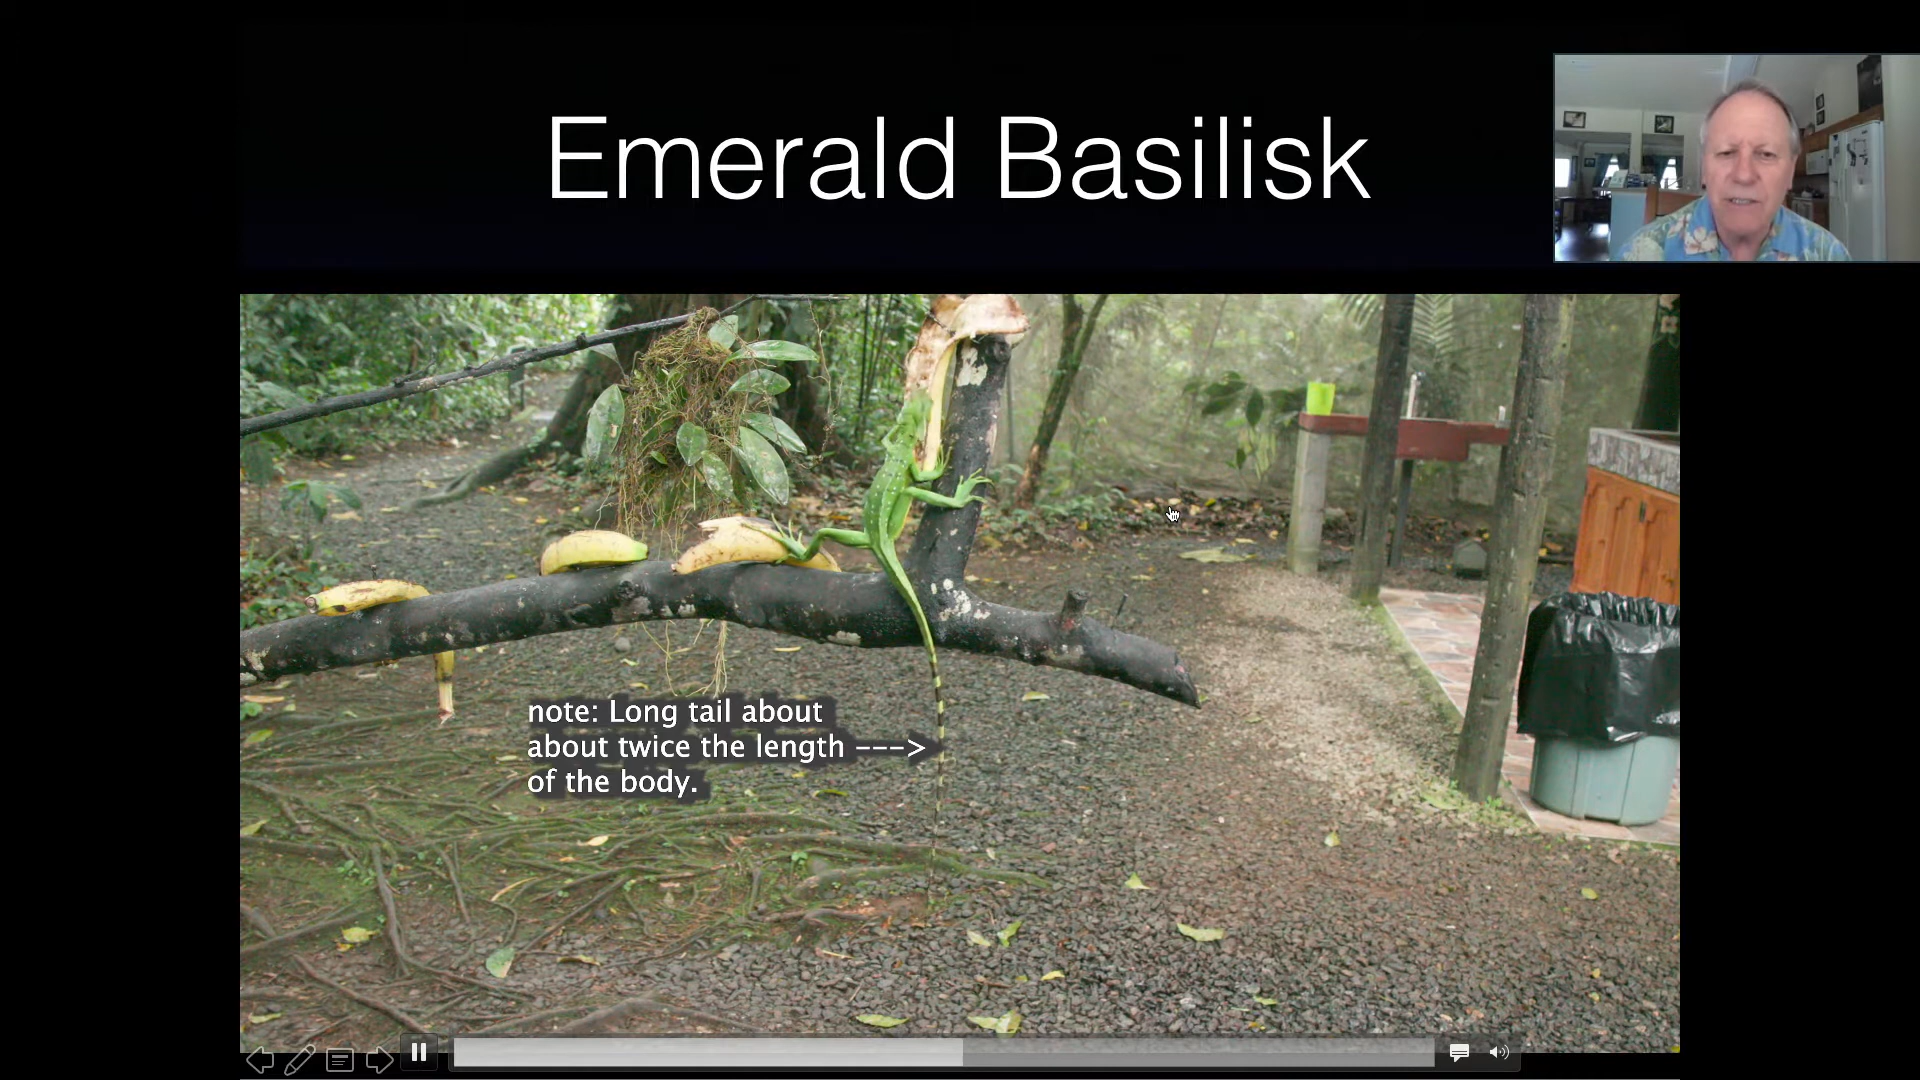 Emerald Basilisk
note: Long tail about
about twice the length --->
of the body.